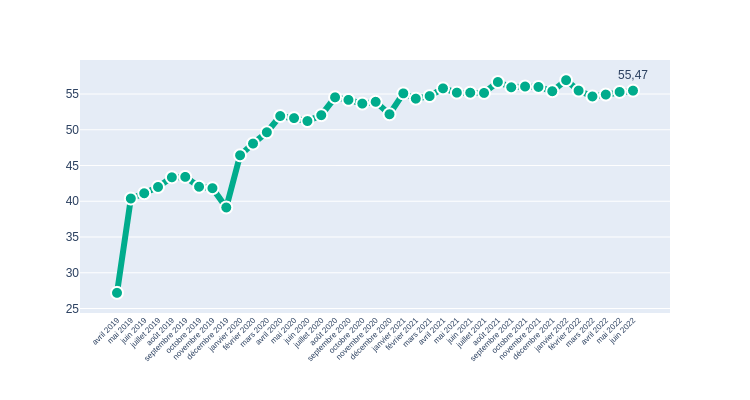 55,47
55
50
45
40
35
30
25
avril 2019
mai 2019
juin 2019
juillet 2019
août 2019
septembre 2019
octobre 2019
novembre 2019
décembre 2019
janvier 2020
février 2020
mars 2020
avril 2020
mai 2020
juin 2020
juillet 2020
août 2020
septembre 2020
octobre 2020
novembre 2020
décembre 2020
janvier 2021
février 2021
mars 2021
avril 2021
mai 2021
juin 2021
juillet 2021
août 2021
septembre 2021
octobre 2021
novembre 2021
décembre 2021
janvier 2022
février 2022
mars 2022
avril 2022
mai 2022
juin 2022